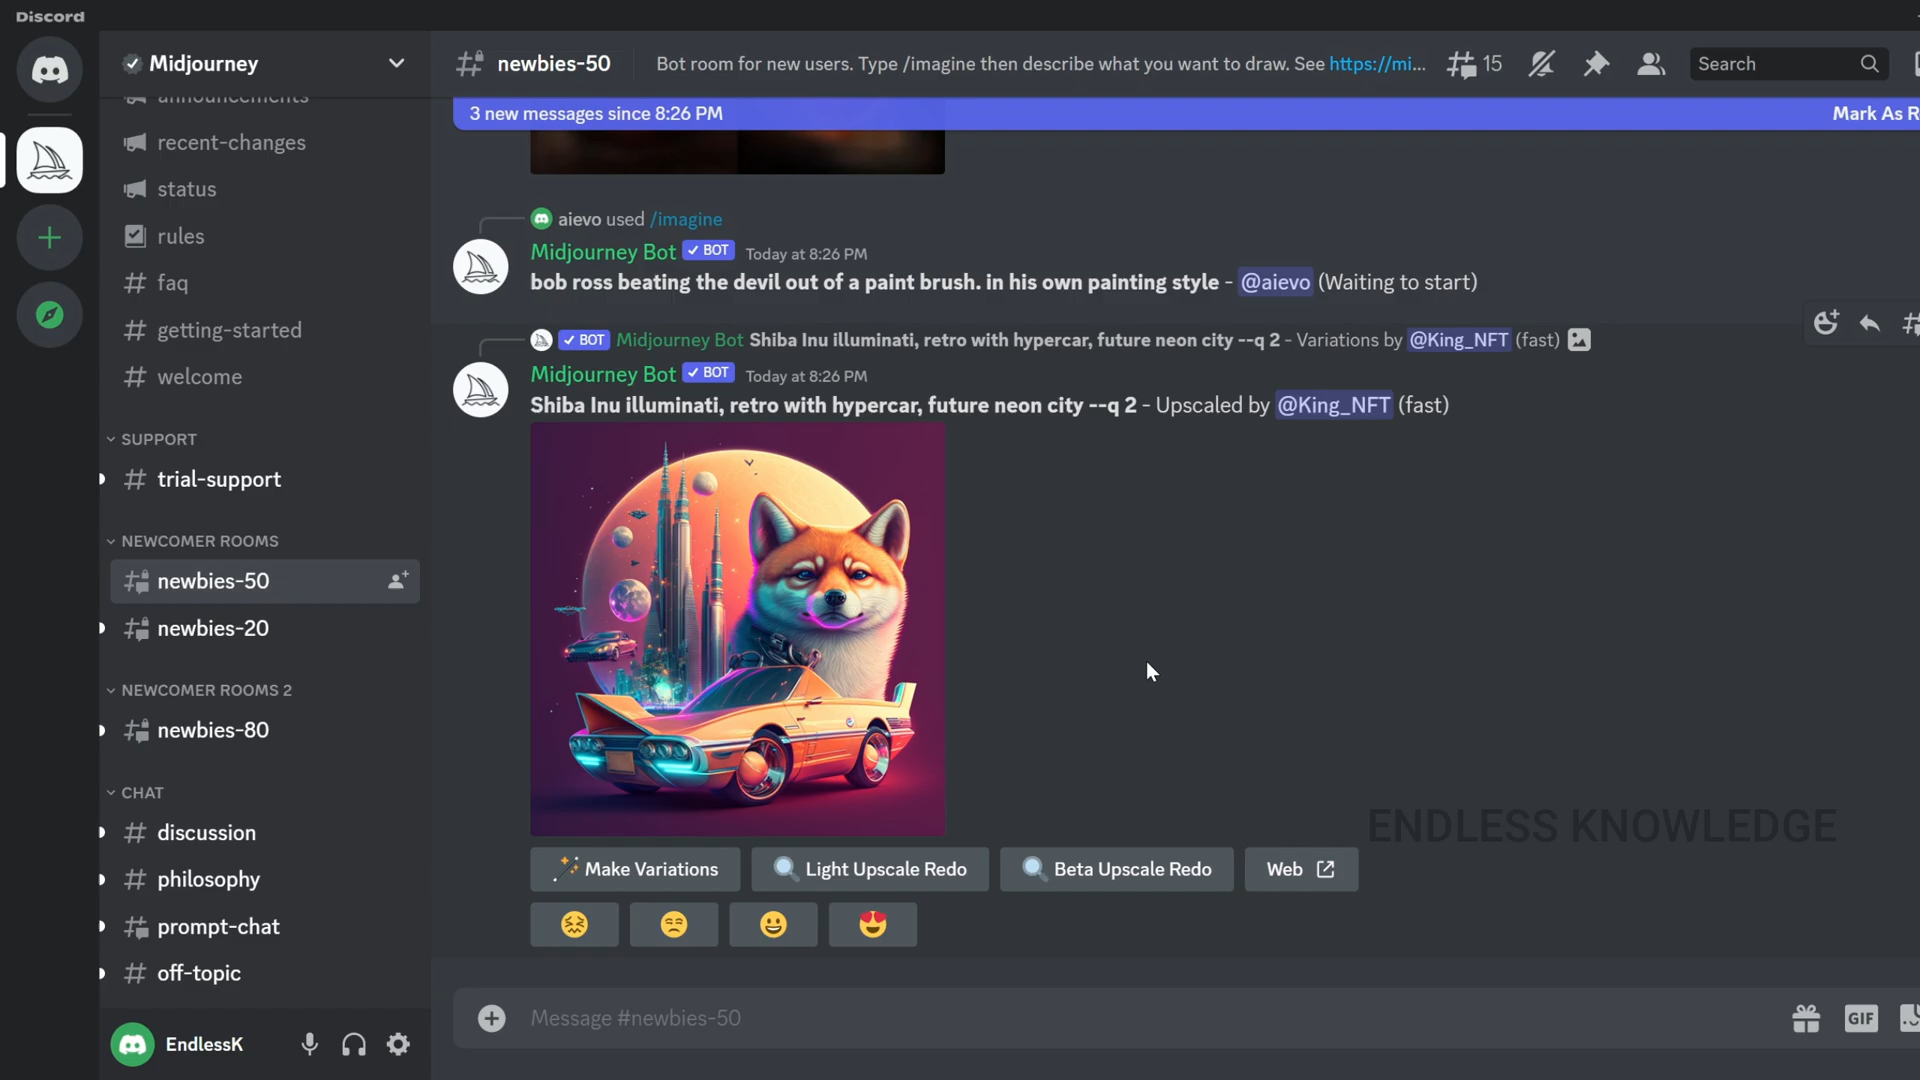 Discord
Midjourney
announcements
recent-changes
status
rules
faq
getting-started
welcome
SUPPORT
trial-support
NEWCOMER ROOMS
newbies-50
newbies-20
NEWCOMER ROOMS 2
newbies-80
CHAT
discussion
philosophy
prompt-chat
off-topic
EndlessK
newbies-50
Bot room for new users. Type /imagine then describe what you want to draw. See https://mi...
15
Search
3 new messages since 8:26 PM
Mark As R
aievo used /imagine
Midjourney Bot ✓ BOT Today at 8:26 PM
bob ross beating the devil out of a paint brush. in his own painting style - @aievo (Waiting to start)
✓ BOT Midjourney Bot Shiba Inu illuminati, retro with hypercar, future neon city --q 2 - Variations by @King_NFT (fast)
Midjourney Bot ✓ BOT Today at 8:26 PM
Shiba Inu illuminati, retro with hypercar, future neon city --q 2 - Upscaled by @King_NFT (fast)
ENDLESS KNOWLEDGE
Make Variations
Light Upscale Redo
Beta Upscale Redo
Web
Message #newbies-50
GIF